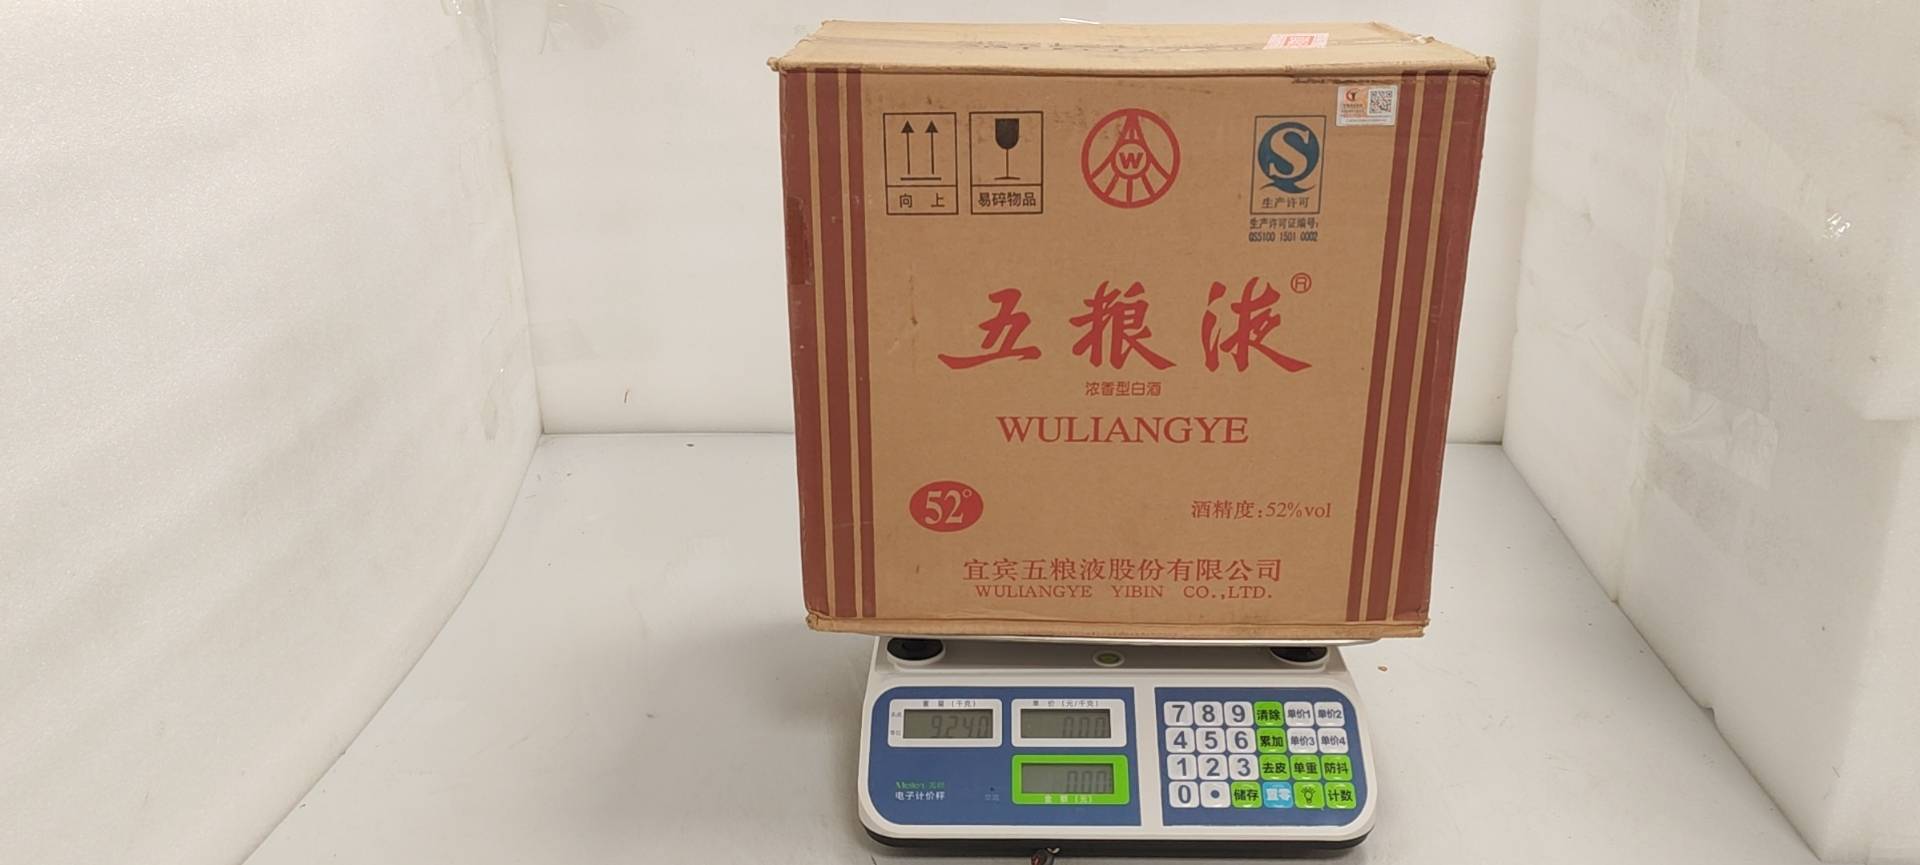 向 上
易碎物品
W
生产许可
生产许可证编号:
QS5100 1501 0002
五粮液®
浓香型白酒
WULIANGYE
52°
酒精度:52%vol
宜宾五粮液股份有限公司
WULIANGYE YIBIN CO.,LTD.
重 量 (千克)
单 价 (元/千克)
9.240
0.00
0.00
金 额 (元)
电子计价秤
7 8 9 清除 单价1 单价2
4 5 6 累加 单价3 单价4
1 2 3 去皮 单重 防抖
0 • 储存 置零 计数